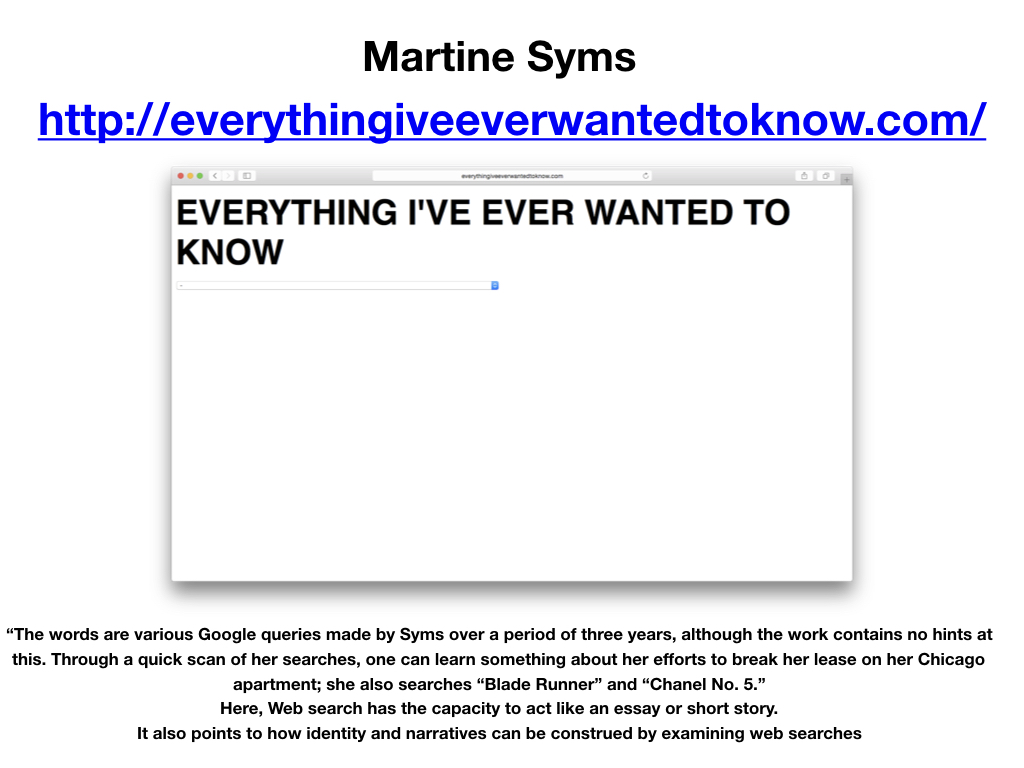 Martine Syms
http://everythingiveeverwantedtoknow.com/
everythingiveeverwantedtoknow.com
EVERYTHING I'VE EVER WANTED TO
KNOW
“The words are various Google queries made by Syms over a period of three years, although the work contains no hints at
this. Through a quick scan of her searches, one can learn something about her efforts to break her lease on her Chicago
apartment; she also searches “Blade Runner” and “Chanel No. 5.”
Here, Web search has the capacity to act like an essay or short story.
It also points to how identity and narratives can be construed by examining web searches